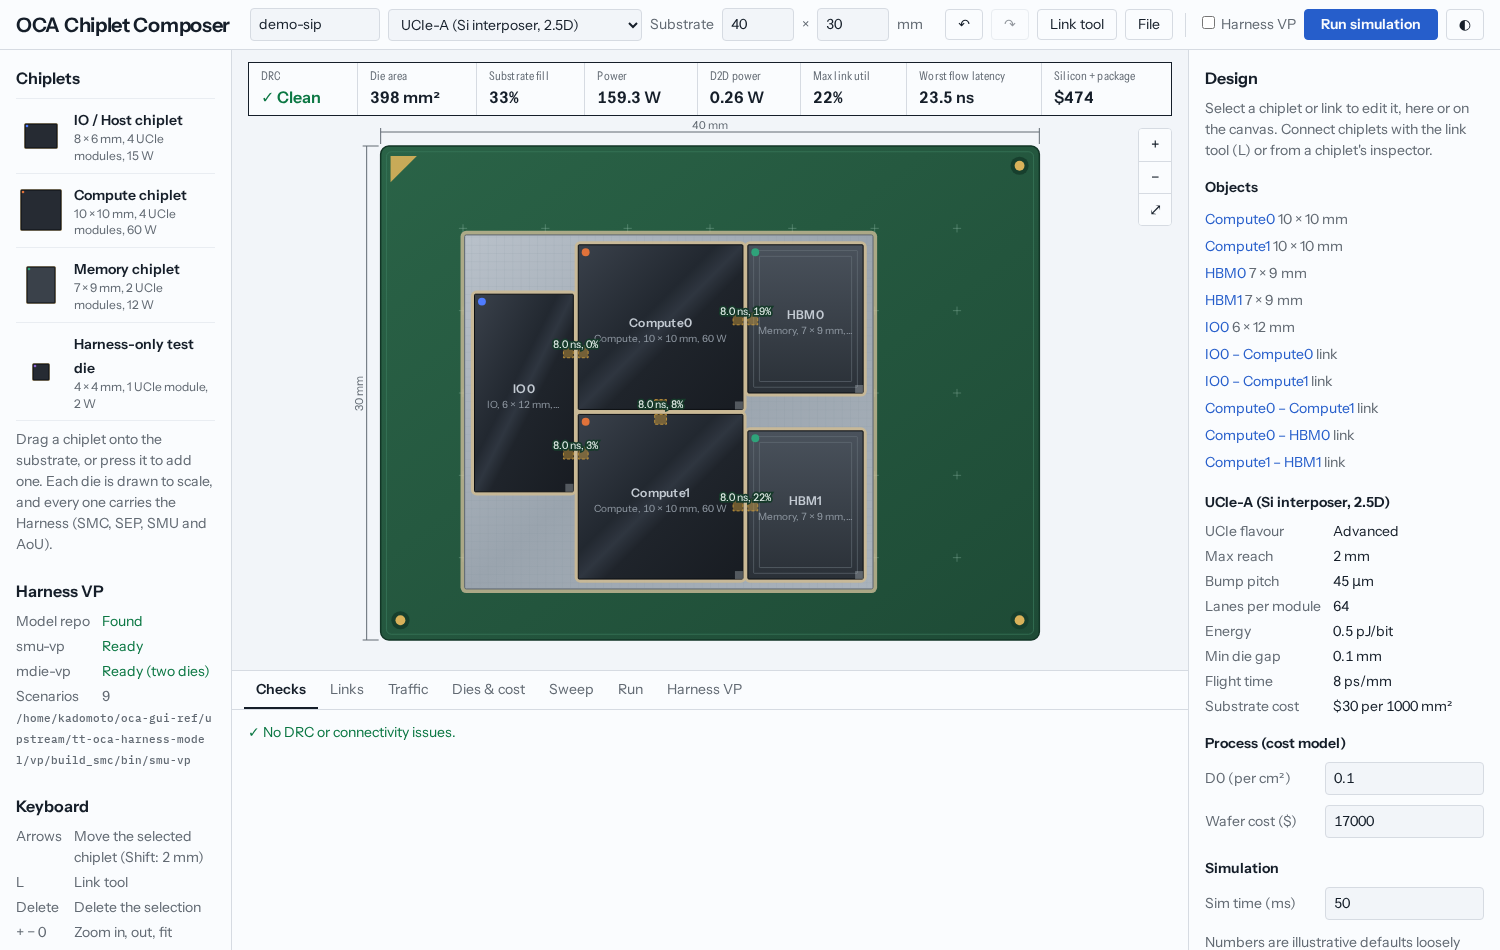 OCA Chiplet Composer
demo-sip
UCIe-A (Si interposer, 2.5D)
Substrate 40 × 30 mm
↶
↷
Link tool
File
Harness VP
Run simulation
◐
Chiplets
IO / Host chiplet
8 × 6 mm, 4 UCIe
modules, 15 W
Compute chiplet
10 × 10 mm, 4 UCIe
modules, 60 W
Memory chiplet
7 × 9 mm, 2 UCIe
modules, 12 W
Harness-only test
die
4 × 4 mm, 1 UCIe module,
2 W
Drag a chiplet onto the
substrate, or press it to add
one. Each die is drawn to scale,
and every one carries the
Harness (SMC, SEP, SMU and
AoU).
Harness VP
Model repo Found
smu-vp Ready
mdie-vp Ready (two dies)
Scenarios 9
/home/kadomoto/oca-gui-ref/u
pstream/tt-oca-harness-mode
l/vp/build_smc/bin/smu-vp
Keyboard
Arrows Move the selected
chiplet (Shift: 2 mm)
L Link tool
Delete Delete the selection
+ − 0 Zoom in, out, fit
DRC
✓ Clean
Die area
398 mm²
Substrate fill
33%
Power
159.3 W
D2D power
0.26 W
Max link util
22%
Worst flow latency
23.5 ns
Silicon + package
$474
40 mm
30 mm
+
−
⤢
8.0 ns, 19%
HBM0
Memory, 7 × 9 mm,...
Compute0
Compute, 10 × 10 mm, 60 W
8.0 ns, 0%
IO0
IO, 6 × 12 mm,...
8.0 ns, 8%
8.0 ns, 3%
Compute1
Compute, 10 × 10 mm, 60 W
8.0 ns, 22%
HBM1
Memory, 7 × 9 mm,...
Checks
Links
Traffic
Dies & cost
Sweep
Run
Harness VP
✓ No DRC or connectivity issues.
Design
Select a chiplet or link to edit it, here or on
the canvas. Connect chiplets with the link
tool (L) or from a chiplet's inspector.
Objects
Compute0 10 × 10 mm
Compute1 10 × 10 mm
HBM0 7 × 9 mm
HBM1 7 × 9 mm
IO0 6 × 12 mm
IO0 – Compute0 link
IO0 – Compute1 link
Compute0 – Compute1 link
Compute0 – HBM0 link
Compute1 – HBM1 link
UCIe-A (Si interposer, 2.5D)
UCIe flavour Advanced
Max reach 2 mm
Bump pitch 45 µm
Lanes per module 64
Energy 0.5 pJ/bit
Min die gap 0.1 mm
Flight time 8 ps/mm
Substrate cost $30 per 1000 mm²
Process (cost model)
D0 (per cm²) 0.1
Wafer cost ($) 17000
Simulation
Sim time (ms) 50
Numbers are illustrative defaults loosely